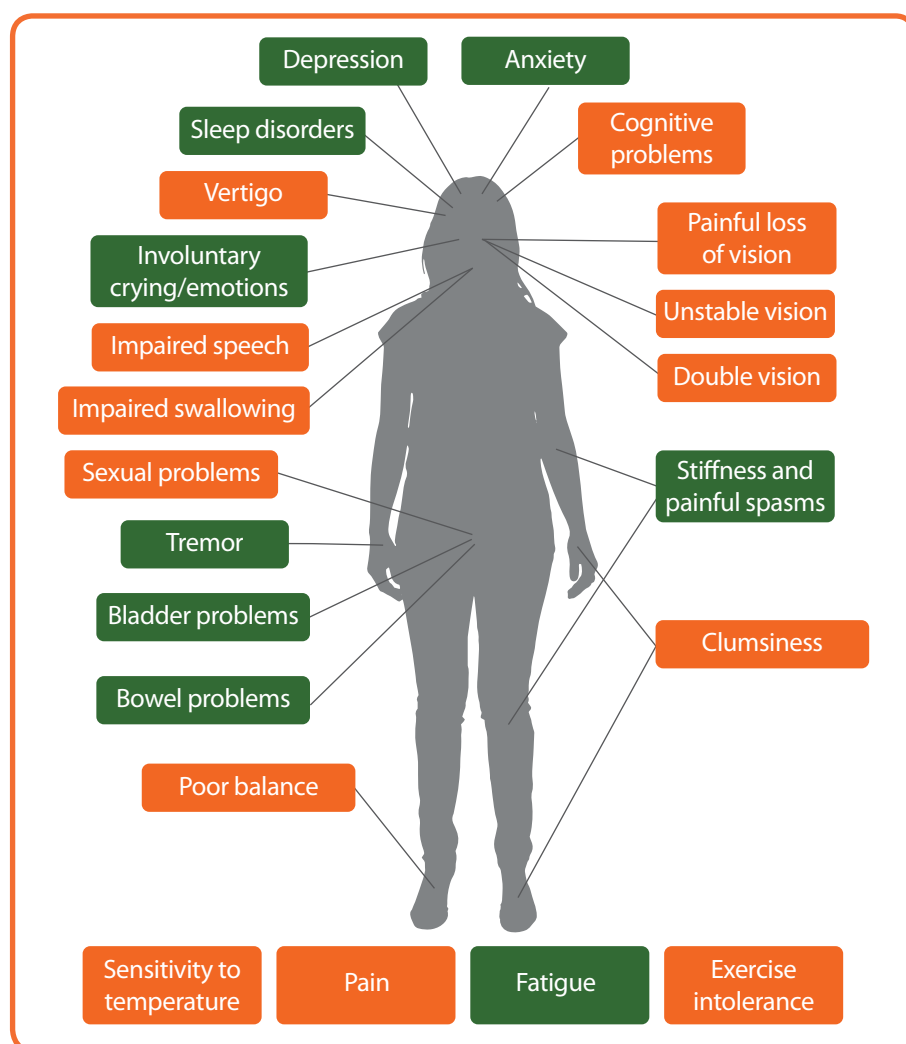 Depression
Anxiety
Sleep disorders
Cognitive
problems
Vertigo
Painful loss
of vision
Involuntary
crying/emotions
Unstable vision
Impaired speech
Double vision
Impaired swallowing
Sexual problems
Stiffness and
painful spasms
Tremor
Bladder problems
Clumsiness
Bowel problems
Poor balance
Sensitivity to
temperature
Pain
Fatigue
Exercise
intolerance